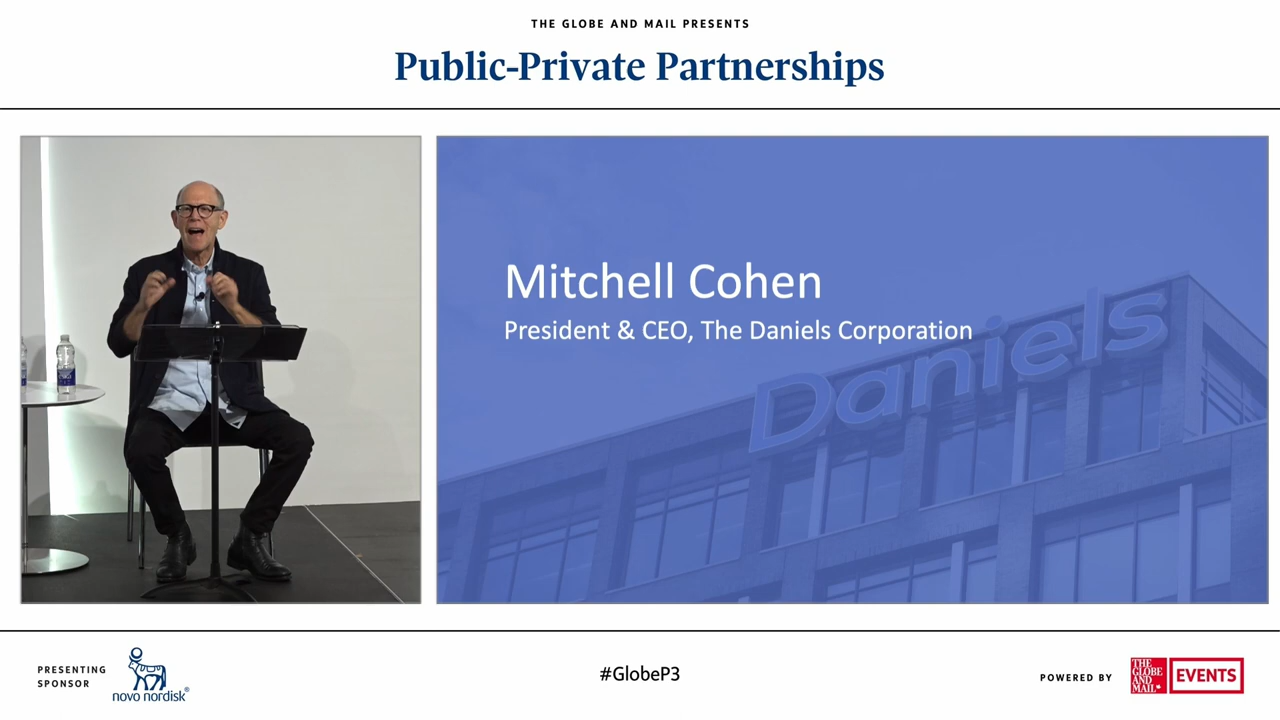 THE GLOBE AND MAIL PRESENTS
Public-Private Partnerships
Mitchell Cohen
President & CEO, The Daniels Corporation
Daniels
PRESENTING
SPONSOR
novo nordisk®
#GlobeP3
POWERED BY
THE
GLOBE
AND
MAIL
EVENTS